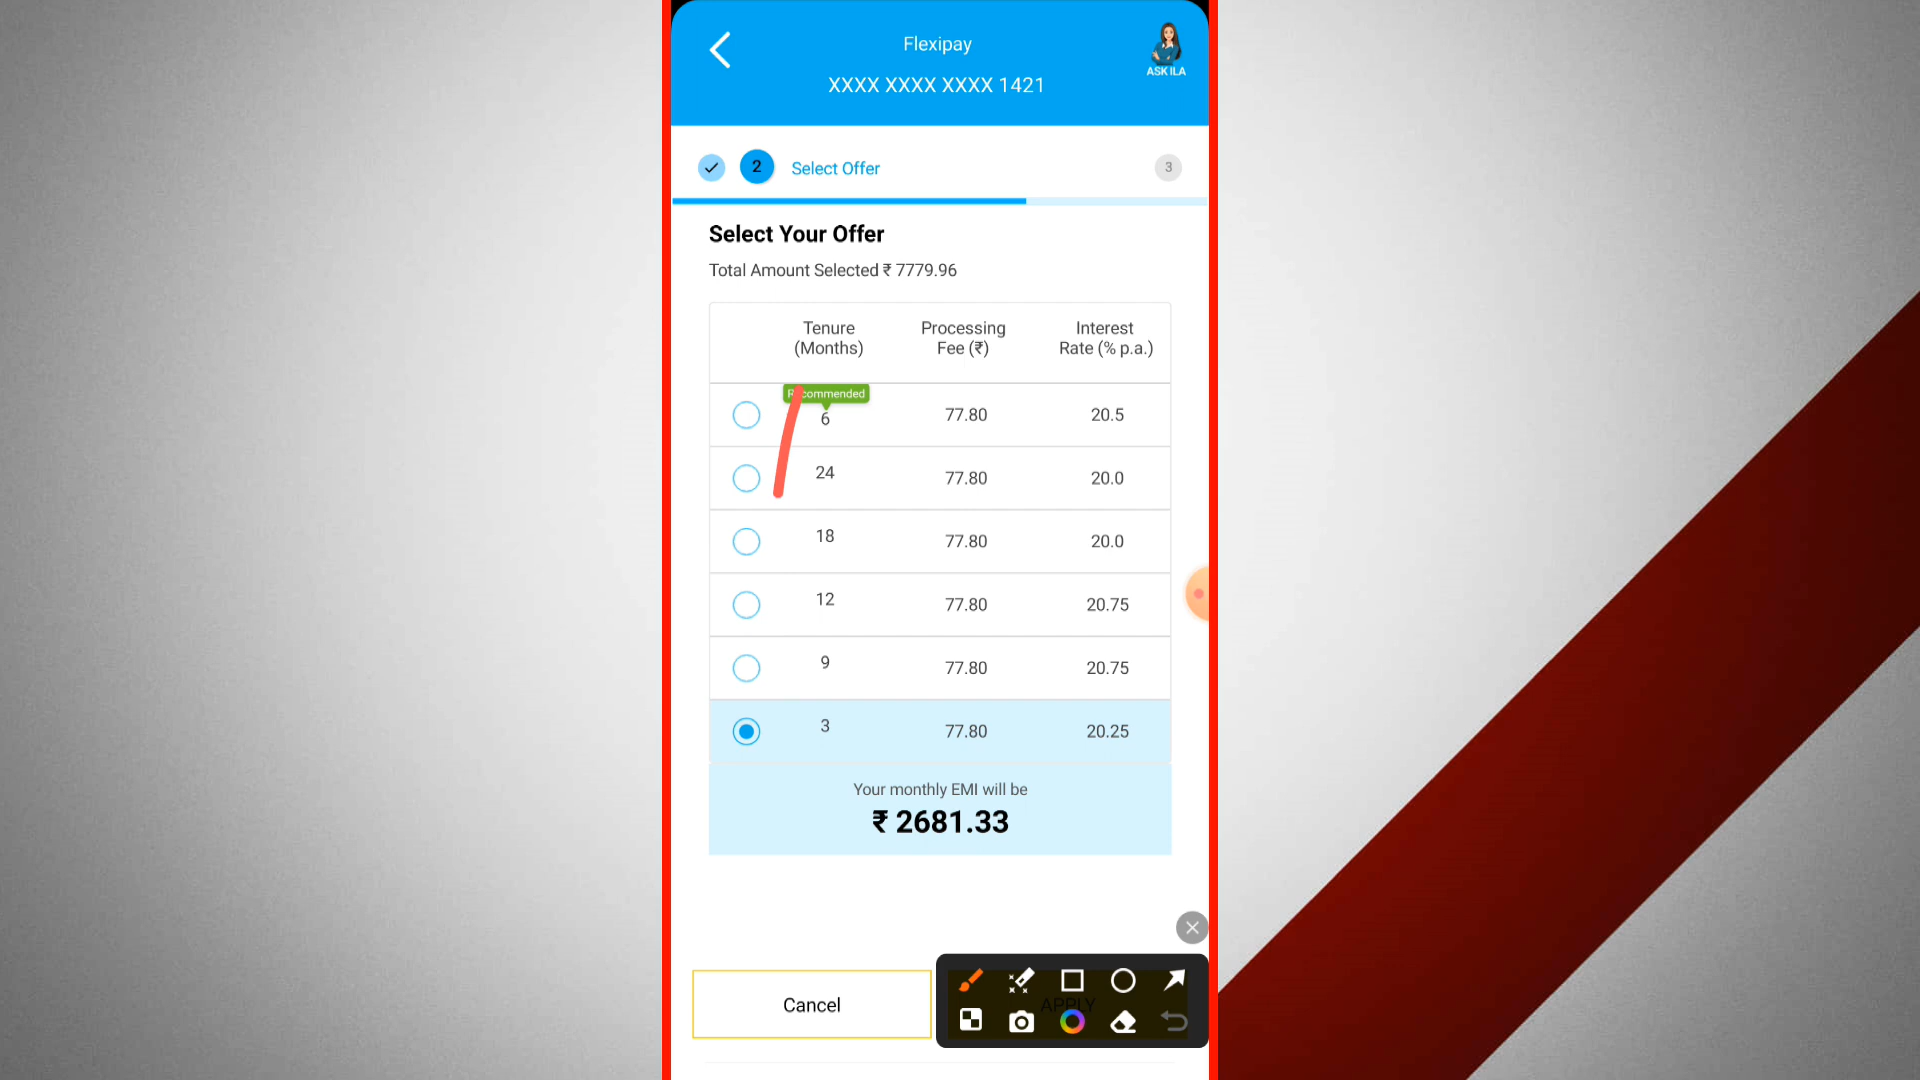 Flexipay
ASK ILA
XXXX XXXX XXXX 1421
2 Select Offer 3
Select Your Offer
Total Amount Selected ₹ 7779.96
Tenure (Months) Processing Fee (₹) Interest Rate (% p.a.)
Recommended
6 77.80 20.5
24 77.80 20.0
18 77.80 20.0
12 77.80 20.75
9 77.80 20.75
3 77.80 20.25
Your monthly EMI will be
₹ 2681.33
Cancel APPLY